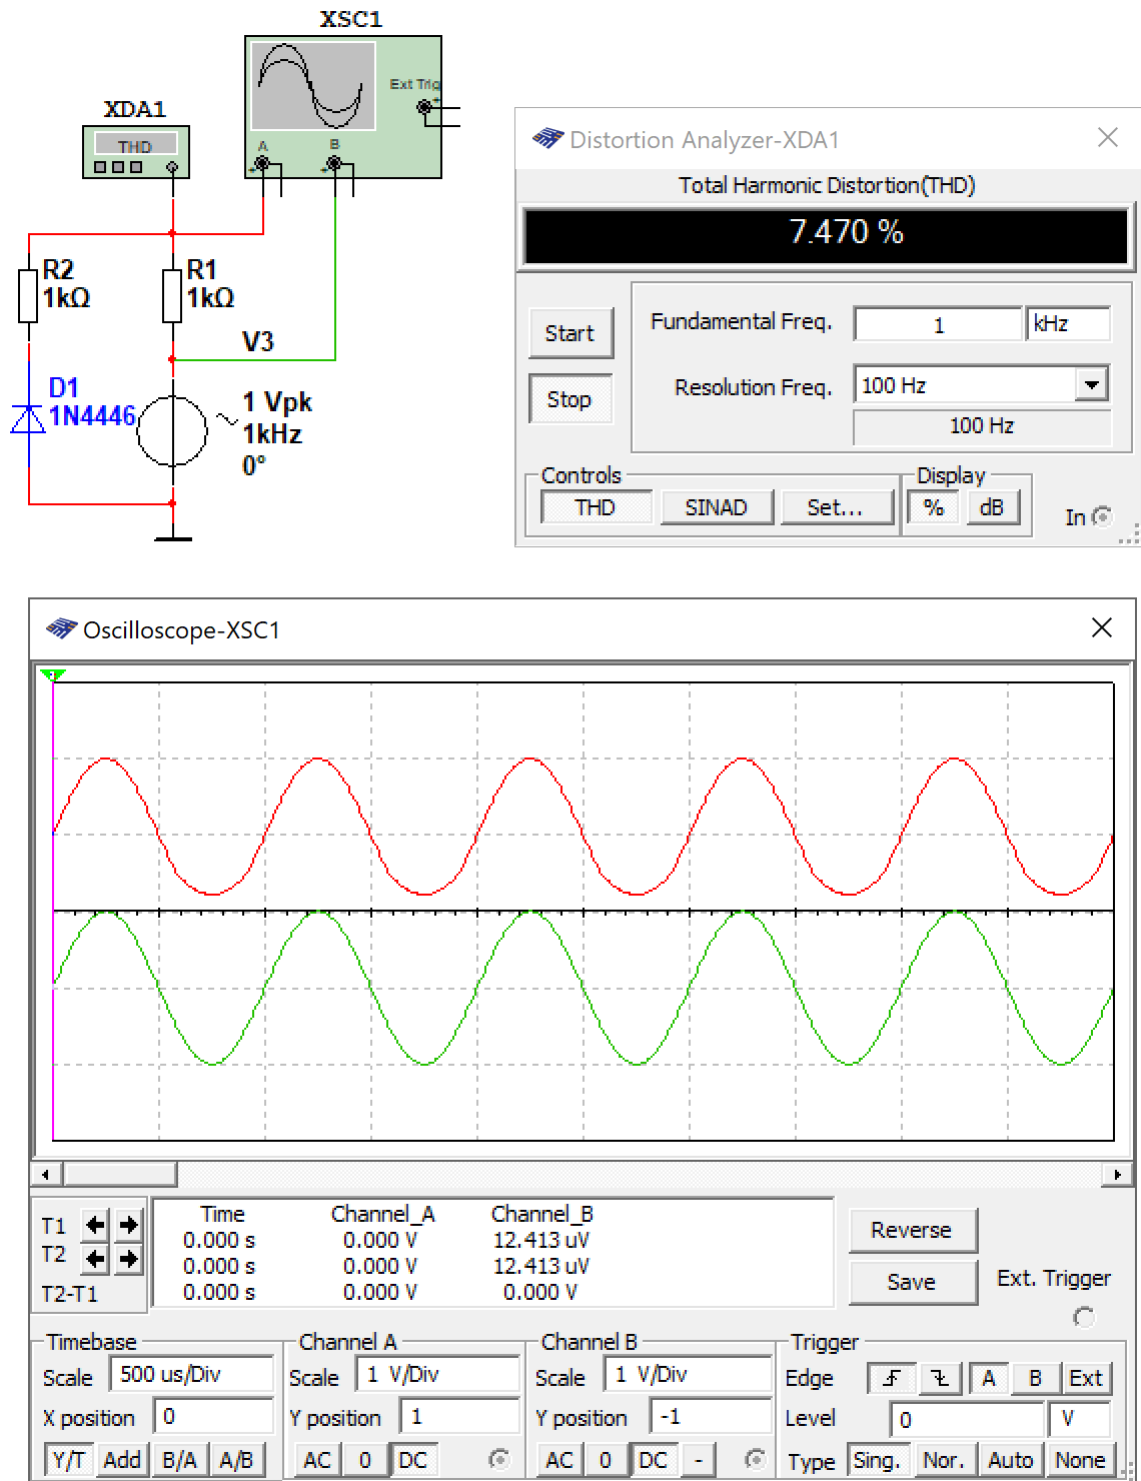 XSC1
Ext Trig
A
B
XDA1
THD
R2
1kΩ
R1
1kΩ
V3
D1
1N4446
1 Vpk
1kHz
0°
Distortion Analyzer-XDA1
Total Harmonic Distortion(THD)
7.470 %
Start
Stop
Fundamental Freq.
1
kHz
Resolution Freq.
100 Hz
100 Hz
Controls
THD
SINAD
Set...
Display
%
dB
In
Oscilloscope-XSC1
T1
T2
T2-T1
Time Channel_A Channel_B
0.000 s 0.000 V 12.413 uV
0.000 s 0.000 V 12.413 uV
0.000 s 0.000 V 0.000 V
Reverse
Save
Ext. Trigger
Timebase
Scale 500 us/Div
X position 0
Y/T Add B/A A/B
Channel A
Scale 1 V/Div
Y position 1
AC 0 DC
Channel B
Scale 1 V/Div
Y position -1
AC 0 DC -
Trigger
Edge A B Ext
Level 0 V
Type Sing. Nor. Auto None